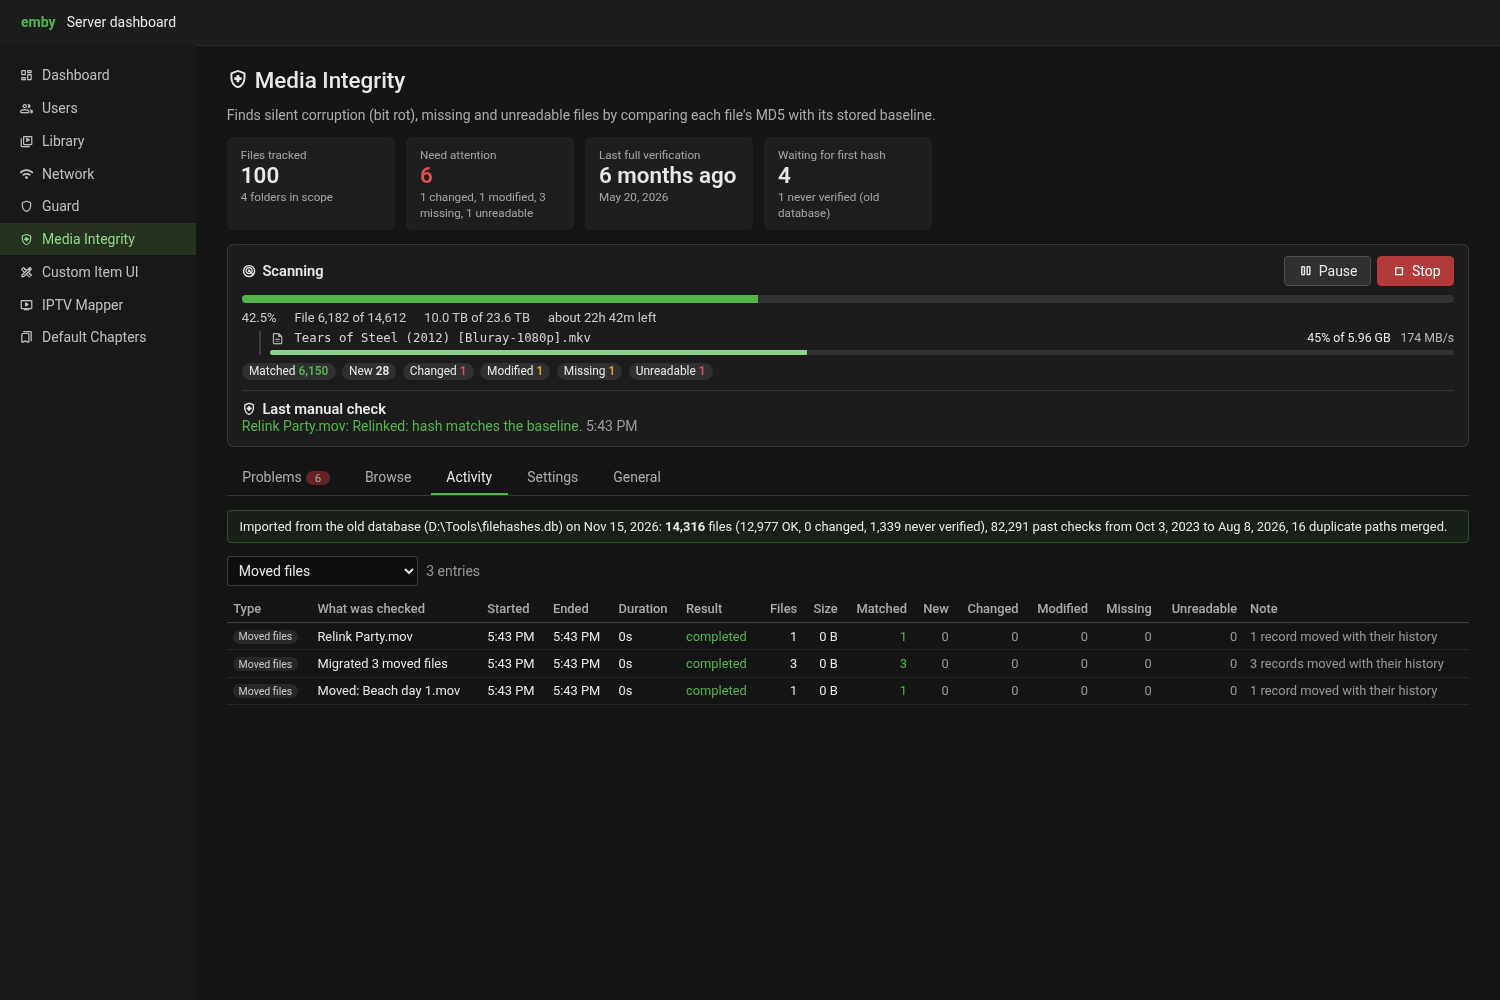 emby Server dashboard
Dashboard
Users
Library
Network
Guard
Media Integrity
Custom Item UI
IPTV Mapper
Default Chapters
Media Integrity
Finds silent corruption (bit rot), missing and unreadable files by comparing each file's MD5 with its stored baseline.
Files tracked
100
4 folders in scope
Need attention
6
1 changed, 1 modified, 3
missing, 1 unreadable
Last full verification
6 months ago
May 20, 2026
Waiting for first hash
4
1 never verified (old
database)
Scanning
Pause
Stop
42.5% File 6,182 of 14,612 10.0 TB of 23.6 TB about 22h 42m left
Tears of Steel (2012) [Bluray-1080p].mkv 45% of 5.96 GB 174 MB/s
Matched 6,150 New 28 Changed 1 Modified 1 Missing 1 Unreadable 1
Last manual check
Relink Party.mov: Relinked: hash matches the baseline. 5:43 PM
Problems 6 Browse Activity Settings General
Imported from the old database (D:\Tools\filehashes.db) on Nov 15, 2026: 14,316 files (12,977 OK, 0 changed, 1,339 never verified), 82,291 past checks from Oct 3, 2023 to Aug 8, 2026, 16 duplicate paths merged.
Moved files 3 entries
Type What was checked Started Ended Duration Result Files Size Matched New Changed Modified Missing Unreadable Note
Moved files Relink Party.mov 5:43 PM 5:43 PM 0s completed 1 0 B 1 0 0 0 0 0 1 record moved with their history
Moved files Migrated 3 moved files 5:43 PM 5:43 PM 0s completed 3 0 B 3 0 0 0 0 0 3 records moved with their history
Moved files Moved: Beach day 1.mov 5:43 PM 5:43 PM 0s completed 1 0 B 1 0 0 0 0 0 1 record moved with their history